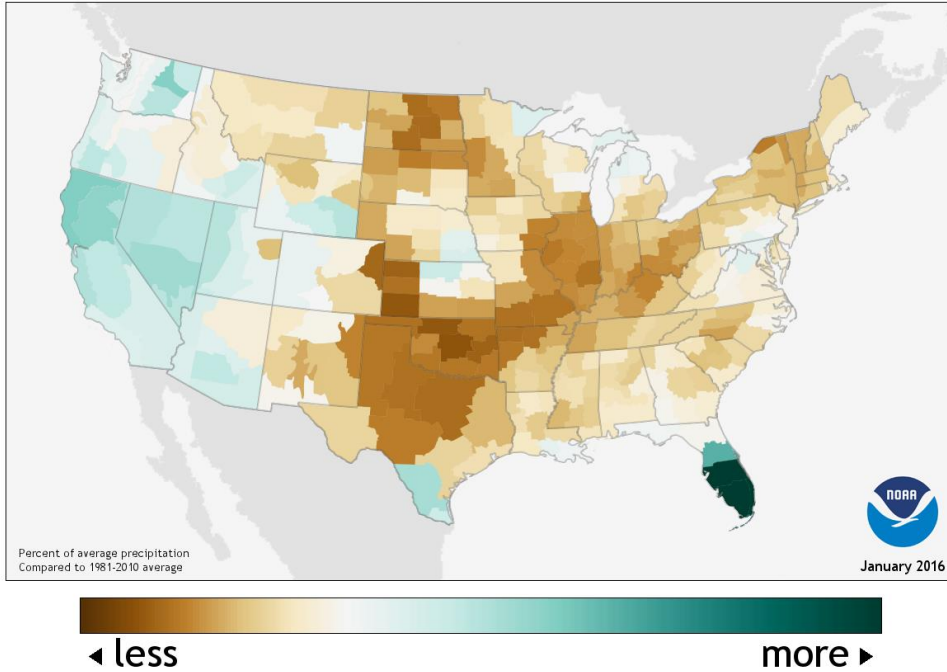 NOAA
Percent of average precipitation
Compared to 1981-2010 average
January 2016
◄ less
more ►